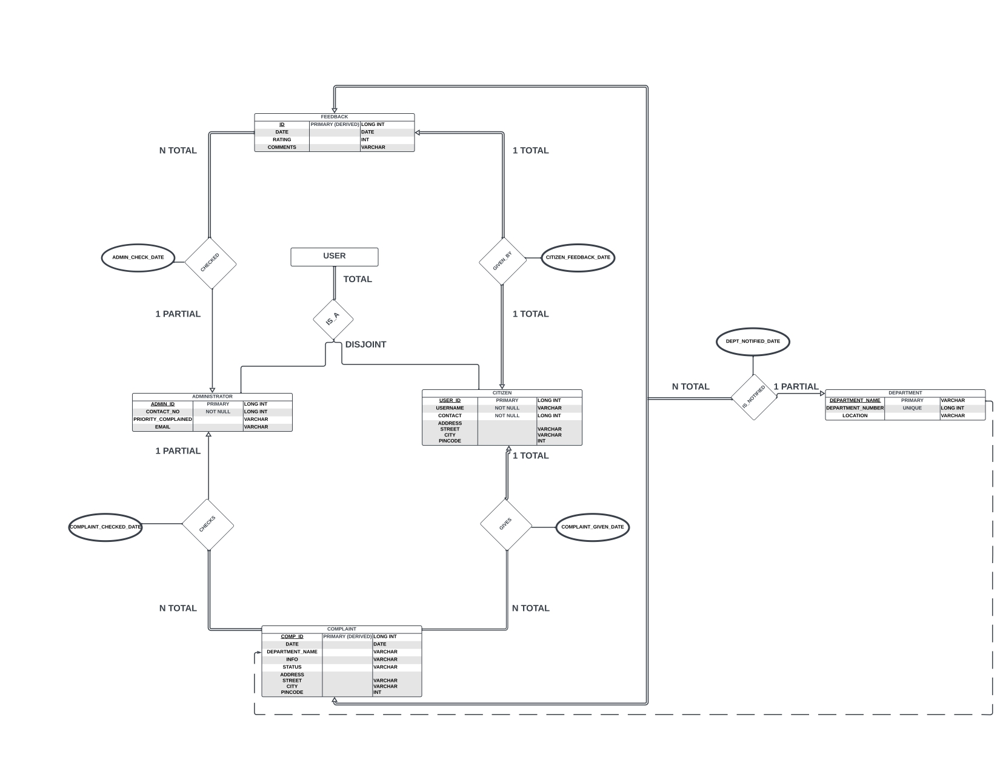 FEEDBACK
ID PRIMARY (DERIVED) LONG INT
DATE DATE
RATING INT
COMMENTS VARCHAR
N TOTAL
1 TOTAL
ADMIN_CHECK_DATE
CHECKED
USER
GIVEN_BY
CITIZEN_FEEDBACK_DATE
TOTAL
1 PARTIAL
IS_A
1 TOTAL
DISJOINT
DEPT_NOTIFIED_DATE
N TOTAL
IS_NOTIFIED
1 PARTIAL
ADMINISTRATOR
ADMIN_ID PRIMARY LONG INT
CONTACT_NO NOT NULL LONG INT
PRIORITY_COMPLAINED VARCHAR
EMAIL VARCHAR
CITIZEN
USER_ID PRIMARY LONG INT
USERNAME NOT NULL VARCHAR
CONTACT NOT NULL LONG INT
ADDRESS
STREET VARCHAR
CITY VARCHAR
PINCODE INT
DEPARTMENT
DEPARTMENT_NAME PRIMARY VARCHAR
DEPARTMENT_NUMBER UNIQUE LONG INT
LOCATION VARCHAR
1 PARTIAL
1 TOTAL
COMPLAINT_CHECKED_DATE
CHECKS
GIVES
COMPLAINT_GIVEN_DATE
N TOTAL
N TOTAL
COMPLAINT
COMP_ID PRIMARY (DERIVED) LONG INT
DATE DATE
DEPARTMENT_NAME VARCHAR
INFO VARCHAR
STATUS VARCHAR
ADDRESS
STREET VARCHAR
CITY VARCHAR
PINCODE INT